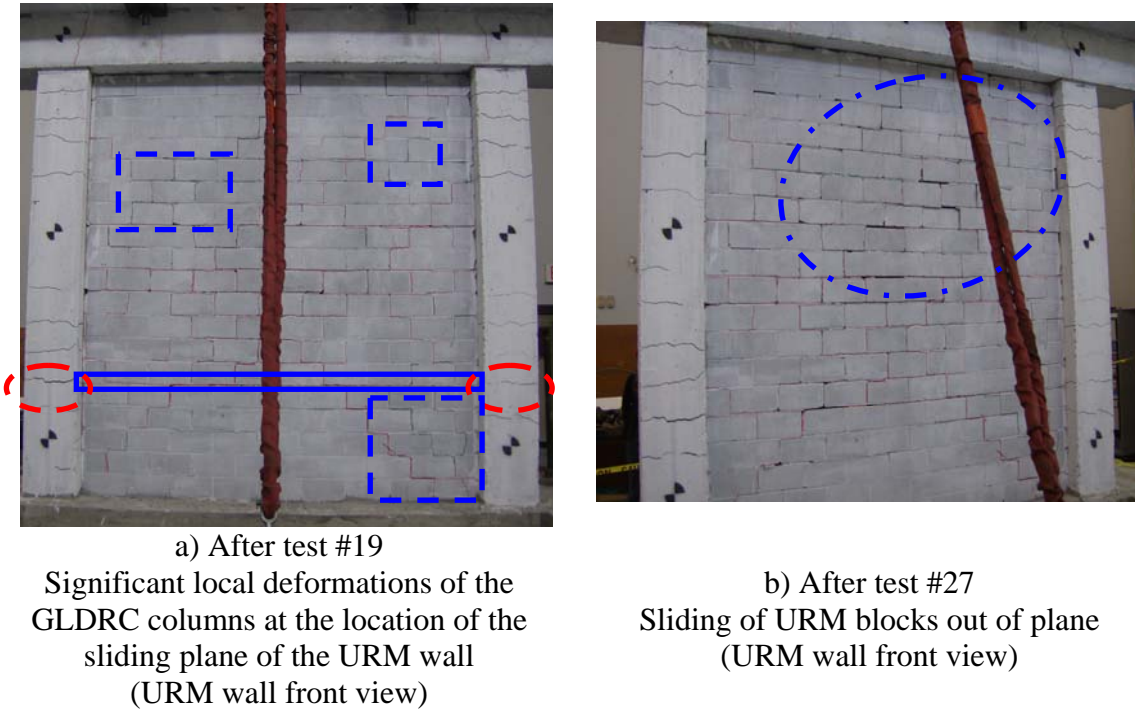 a) After test #19
Significant local deformations of the
GLDRC columns at the location of the
sliding plane of the URM wall
(URM wall front view)
b) After test #27
Sliding of URM blocks out of plane
(URM wall front view)